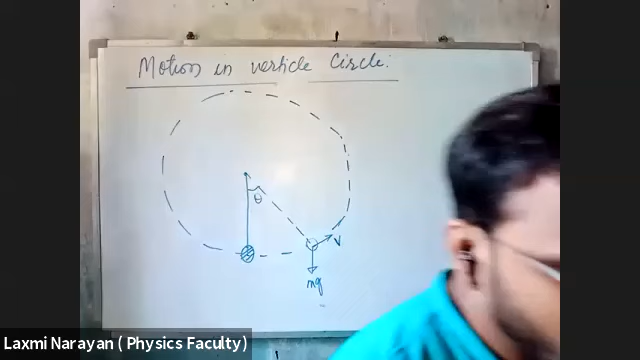 Motion in verticle Circle.
θ
V
mg
Laxmi Narayan ( Physics Faculty)